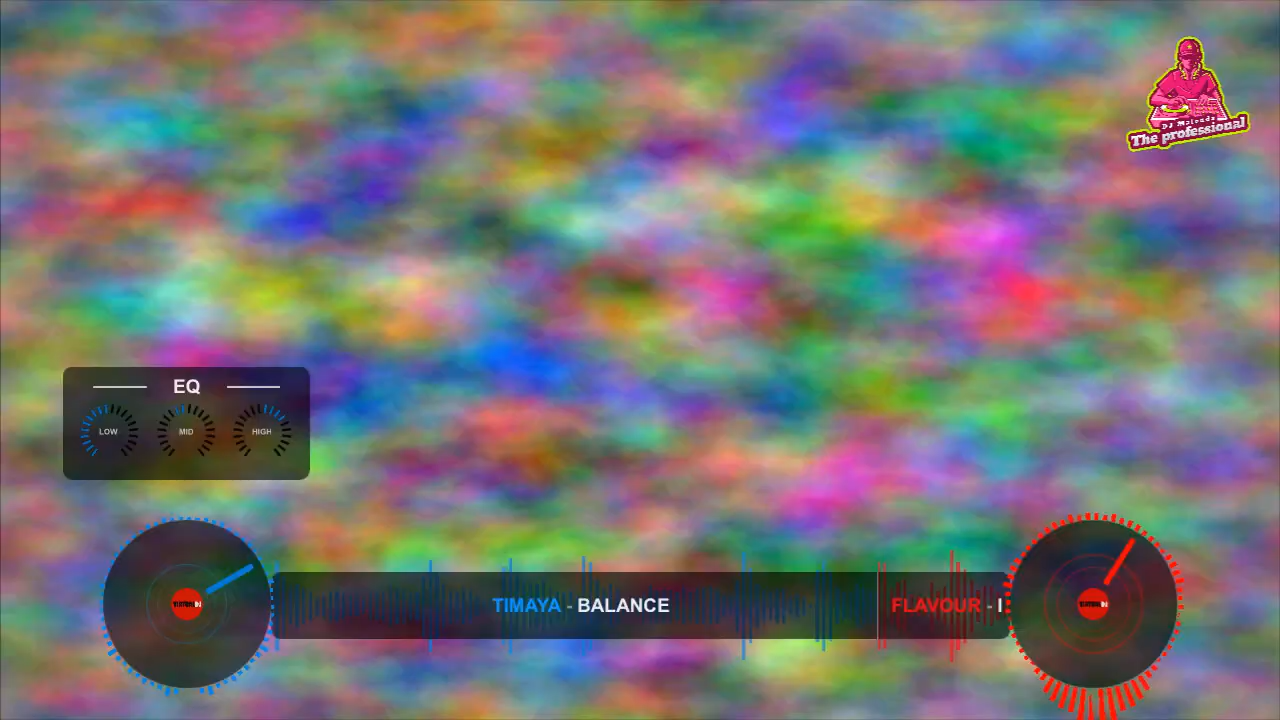 The professional
EQ
LOW MID HIGH
TIMAYA - BALANCE
FLAVOUR - I